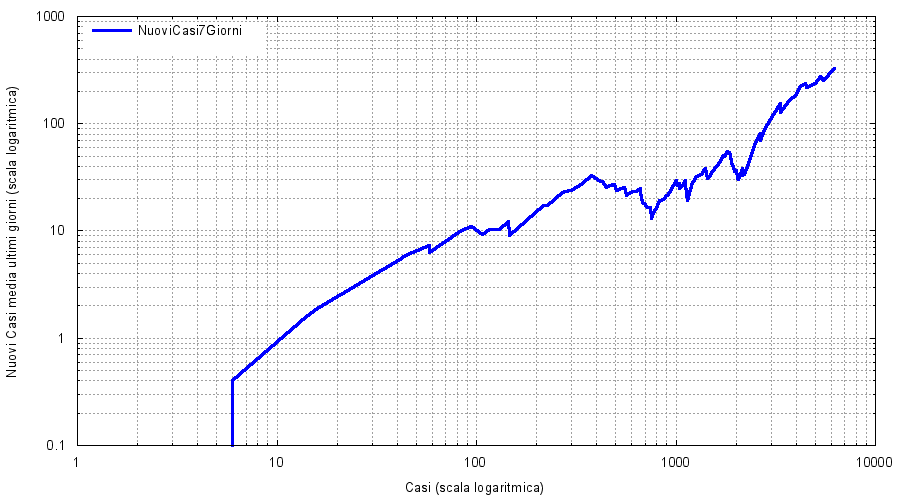 1000
NuoviCasi7Giorni
100
10
1
0.1
1 10 100 1000 10000
Nuovi Casi media ultimi giorni (scala logaritmica)
Casi (scala logaritmica)